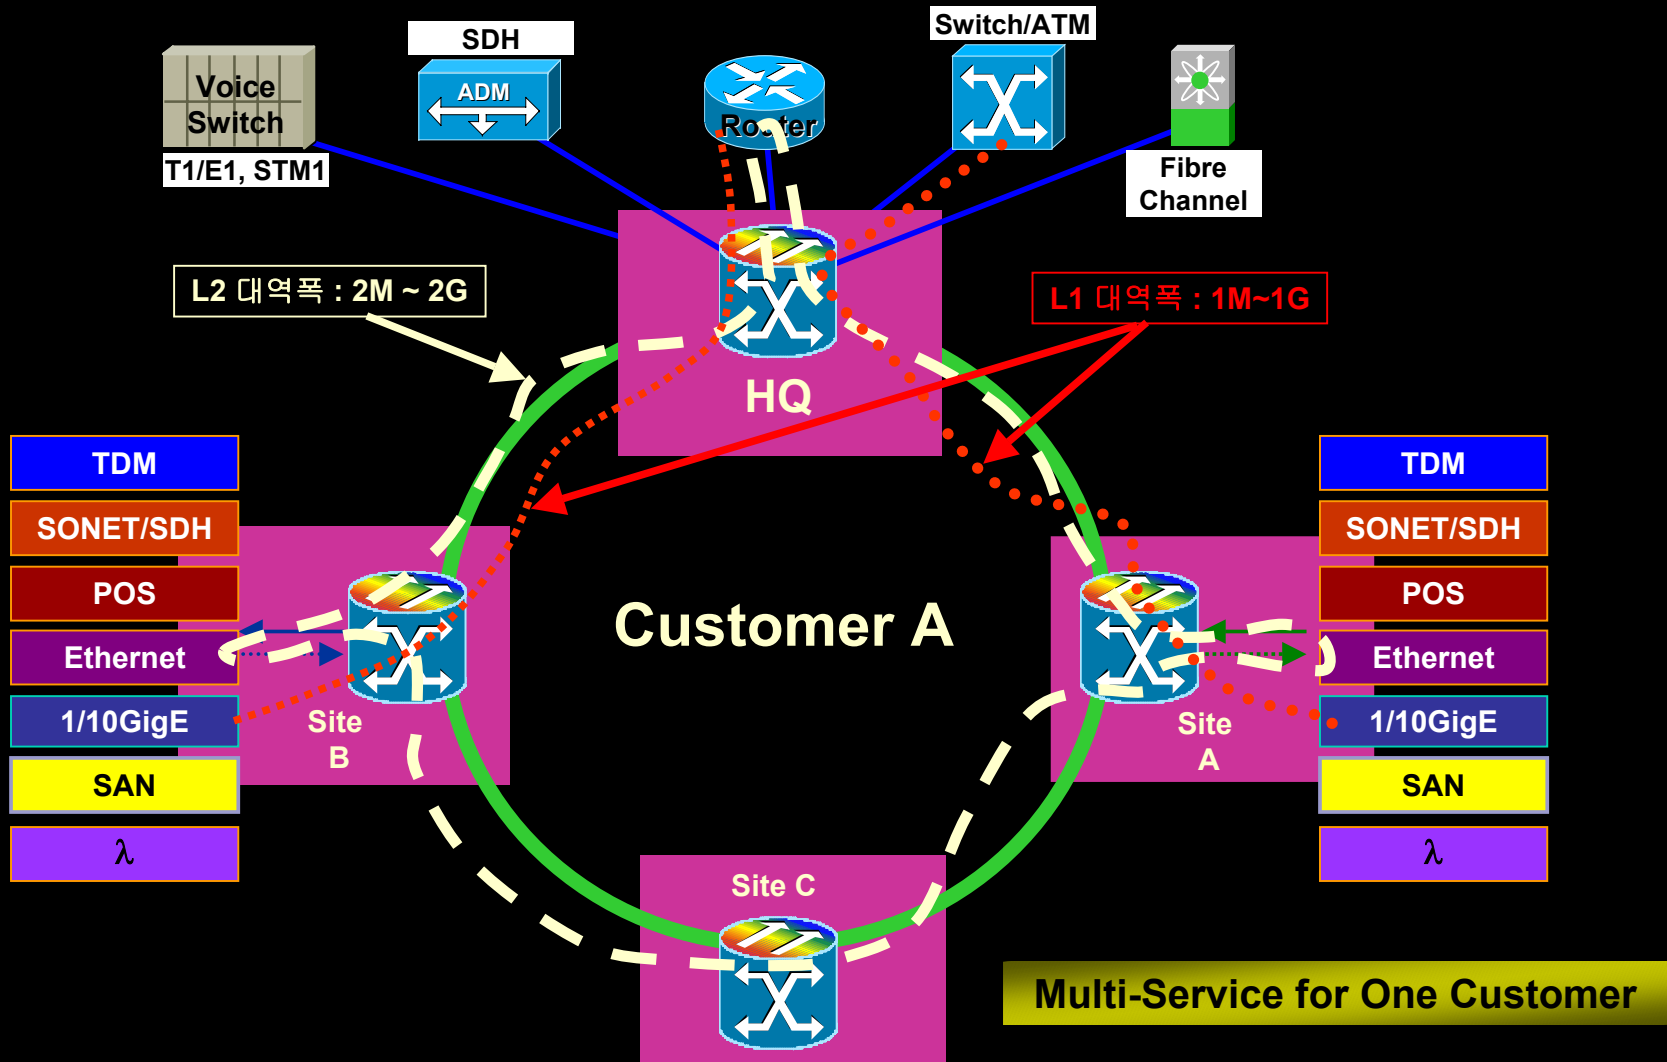 SDH
Switch/ATM
Voice
Switch
ADM
Router
T1/E1, STM1
Fibre
Channel
L2 대역폭 : 2M ~ 2G
L1 대역폭 : 1M~1G
HQ
TDM
SONET/SDH
POS
Ethernet
1/10GigE
SAN
λ
Site
B
Customer A
Site
A
TDM
SONET/SDH
POS
Ethernet
1/10GigE
SAN
λ
Site C
Multi-Service for One Customer